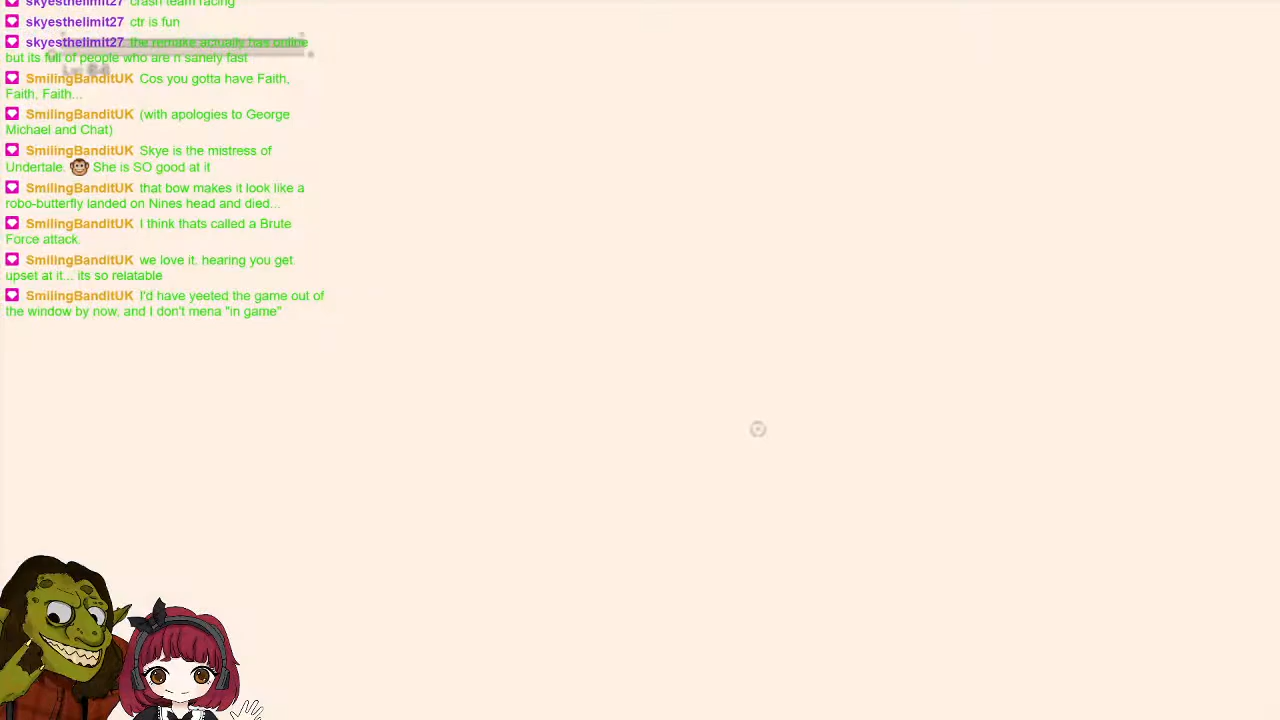 skyesthelimit27 crash team racing
skyesthelimit27 ctr is fun
skyesthelimit27 the remake actually has online
but its full of people who are n sanely fast
SmilingBanditUK Cos you gotta have Faith,
Faith, Faith...
SmilingBanditUK (with apologies to George
Michael and Chat)
SmilingBanditUK Skye is the mistress of
Undertale. She is SO good at it
SmilingBanditUK that bow makes it look like a
robo-butterfly landed on Nines head and died...
SmilingBanditUK I think thats called a Brute
Force attack.
SmilingBanditUK we love it. hearing you get
upset at it... its so relatable
SmilingBanditUK I'd have yeeted the game out of
the window by now, and I don't mena "in game"